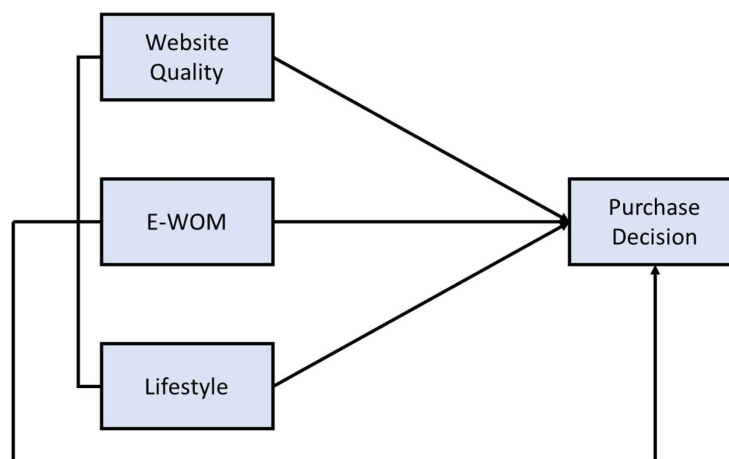 Website
Quality
E-WOM
Purchase
Decision
Lifestyle